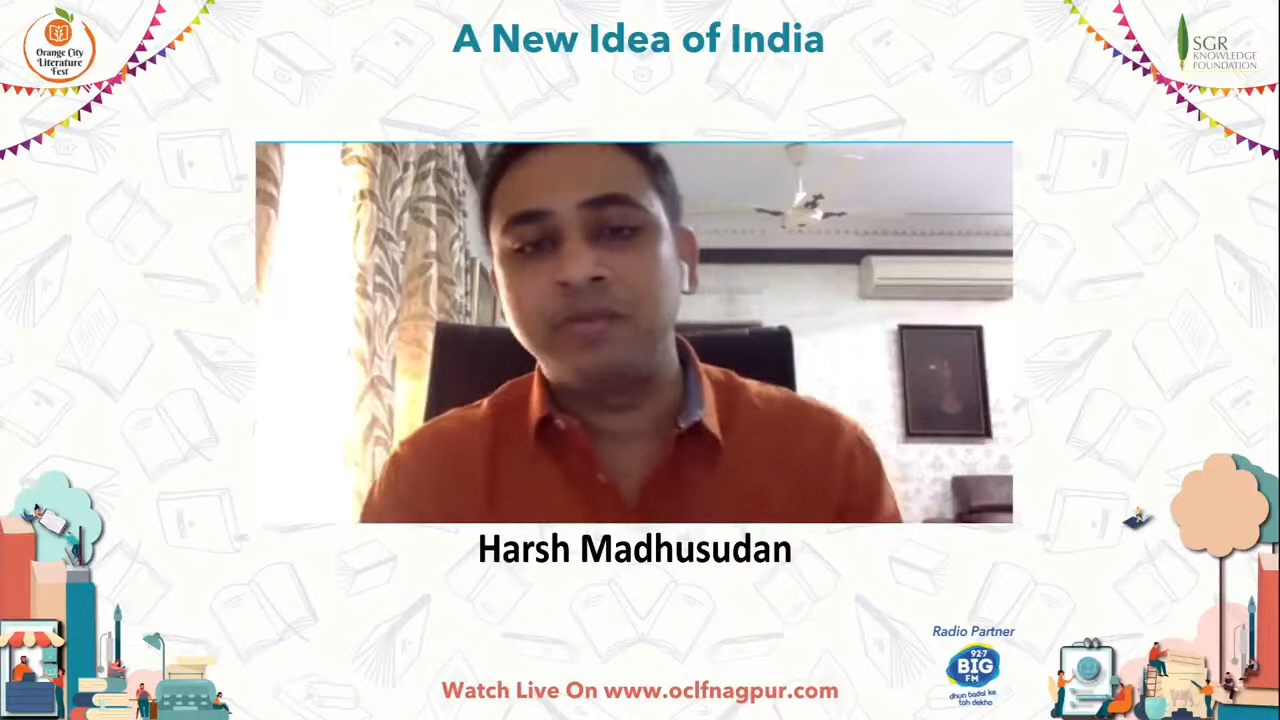 A New Idea of India
Orange City
Literature
Fest
SGR
KNOWLEDGE
FOUNDATION
Harsh Madhusudan
Radio Partner
92.7
BIG
FM
dhun badal ke
toh dekho
Watch Live On www.oclfnagpur.com